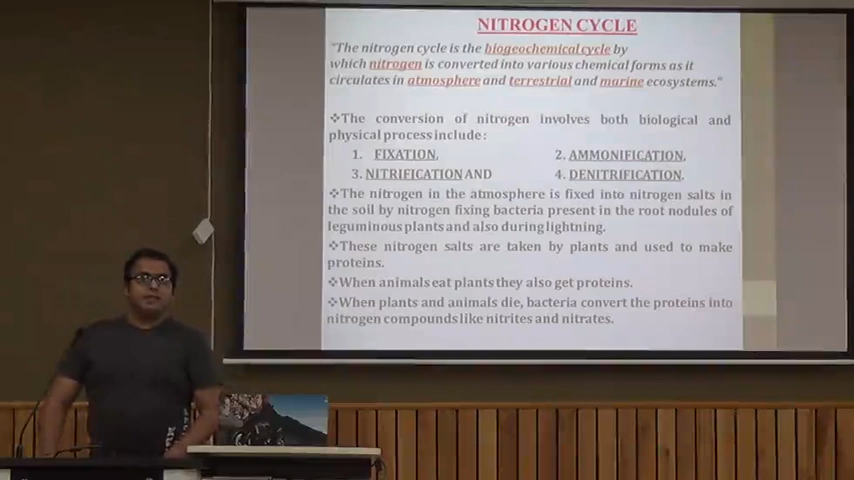 NITROGEN CYCLE
"The nitrogen cycle is the biogeochemical cycle by
which nitrogen is converted into various chemical forms as it
circulates in atmosphere and terrestrial and marine ecosystems."
❖The conversion of nitrogen involves both biological and
physical process include:
1. FIXATION, 2. AMMONIFICATION,
3. NITRIFICATION AND 4. DENITRIFICATION.
❖The nitrogen in the atmosphere is fixed into nitrogen salts in
the soil by nitrogen fixing bacteria present in the root nodules of
leguminous plants and also during lightning.
❖These nitrogen salts are taken by plants and used to make
proteins.
❖When animals eat plants they also get proteins.
❖When plants and animals die, bacteria convert the proteins into
nitrogen compounds like nitrites and nitrates.